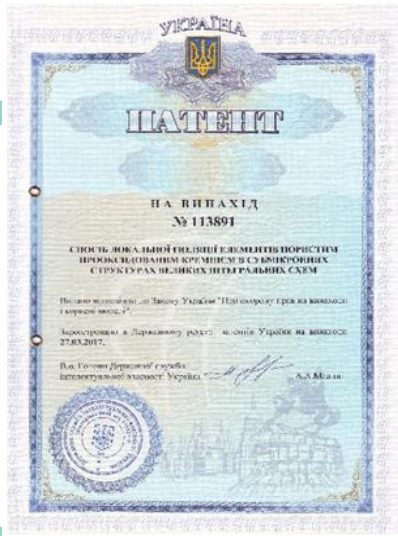 УКРАЇНА
ПАТЕНТ
НА ВИНАХІД
№ 113891
СПОСІБ ЛОКАЛЬНОЇ ІЗОЛЯЦІЇ ЕЛЕМЕНТІВ ПОРИСТИМ
ПРООКСИДОВАНИМ КРЕМНІЄМ В СУБМІКРОННИХ
СТРУКТУРАХ ВЕЛИКИХ ІНТЕГРАЛЬНИХ СХЕМ
Видано відповідно до Закону України "Про охорону прав на винаходи
і корисні моделі".
Зареєстровано в Державному реєстрі патентів України на винаходи
27.03.2017.
В.о. Голови Державної служби
інтелектуальної власності України